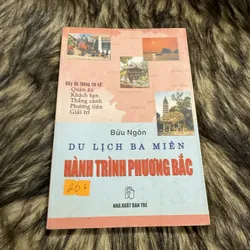 Đầy đủ thông tin về:
Quán ăn
Khách sạn
Thắng cảnh
Phương tiện
Giải trí
Bửu Ngôn
DU LỊCH BA MIỀN
HÀNH TRÌNH PHƯƠNG BẮC
NHÀ XUẤT BẢN TRẺ